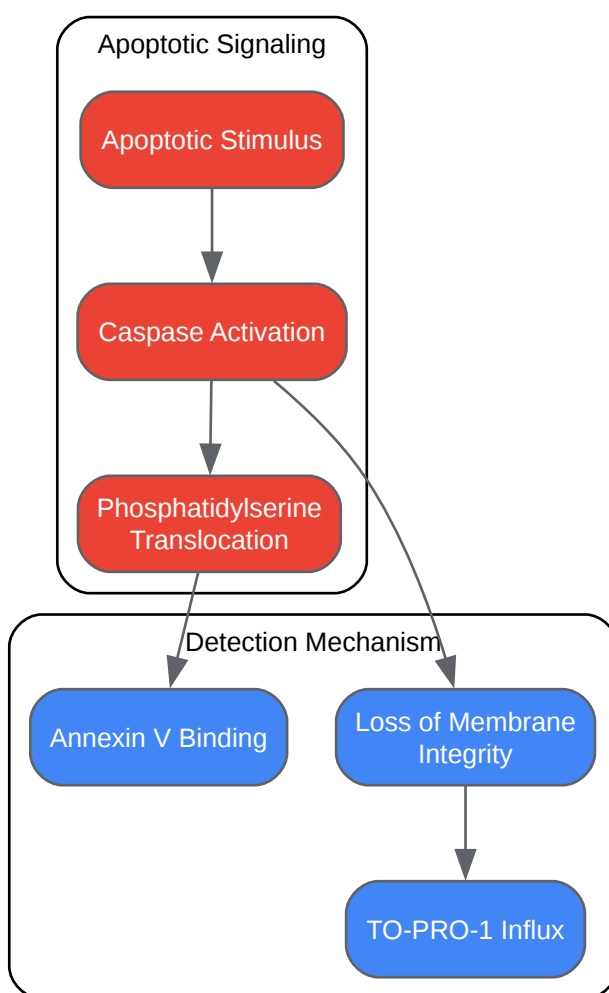 Apoptotic Signaling
Apoptotic Stimulus
Caspase Activation
Phosphatidylserine
Translocation
Detection Mechanism
Annexin V Binding
Loss of Membrane
Integrity
TO-PRO-1 Influx